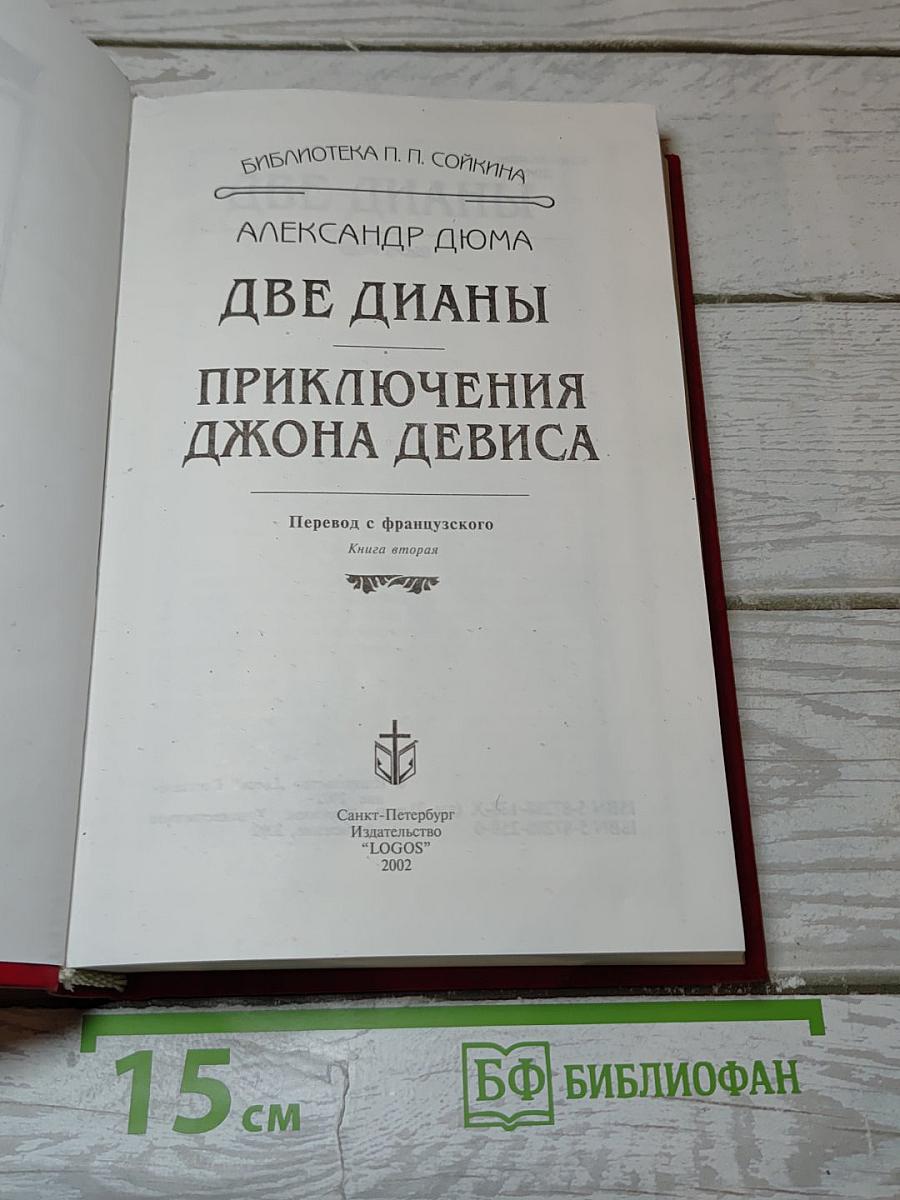 БИБЛИОТЕКА П. П. СОЙКИНА
АЛЕКСАНДР ДЮМА
ДВЕ ДИАНЫ
ПРИКЛЮЧЕНИЯ
ДЖОНА ДЕВИСА
Перевод с французского
Книга вторая
Санкт-Петербург
Издательство
“LOGOS”
2002
15 см
БФ БИБЛИОФАН